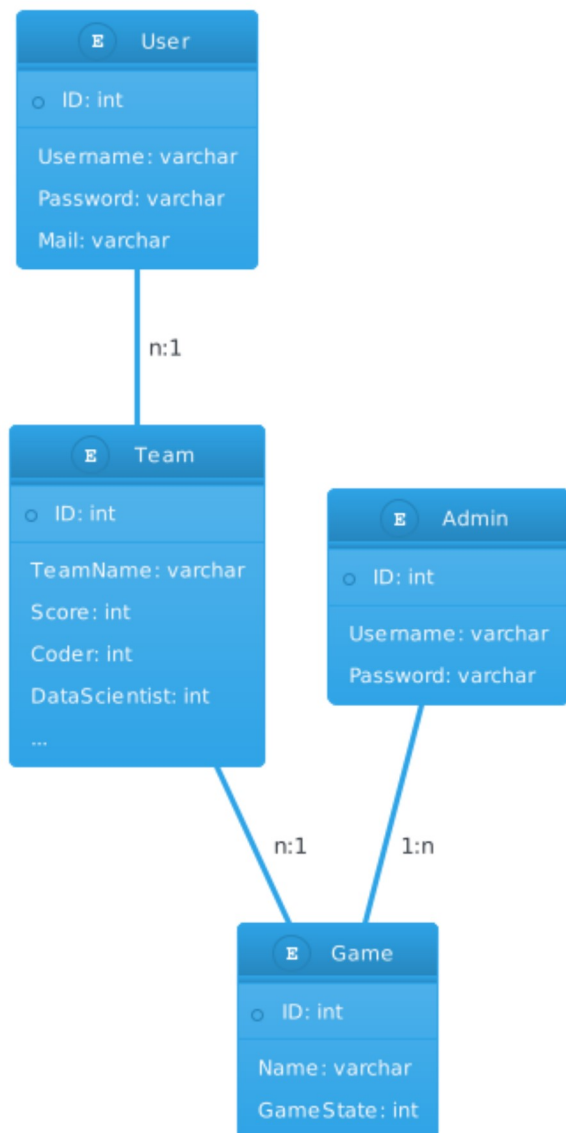 E User
ID: int
Username: varchar
Password: varchar
Mail: varchar
n:1
E Team
ID: int
TeamName: varchar
Score: int
Coder: int
DataScientist: int
...
E Admin
ID: int
Username: varchar
Password: varchar
n:1
1:n
E Game
ID: int
Name: varchar
GameState: int